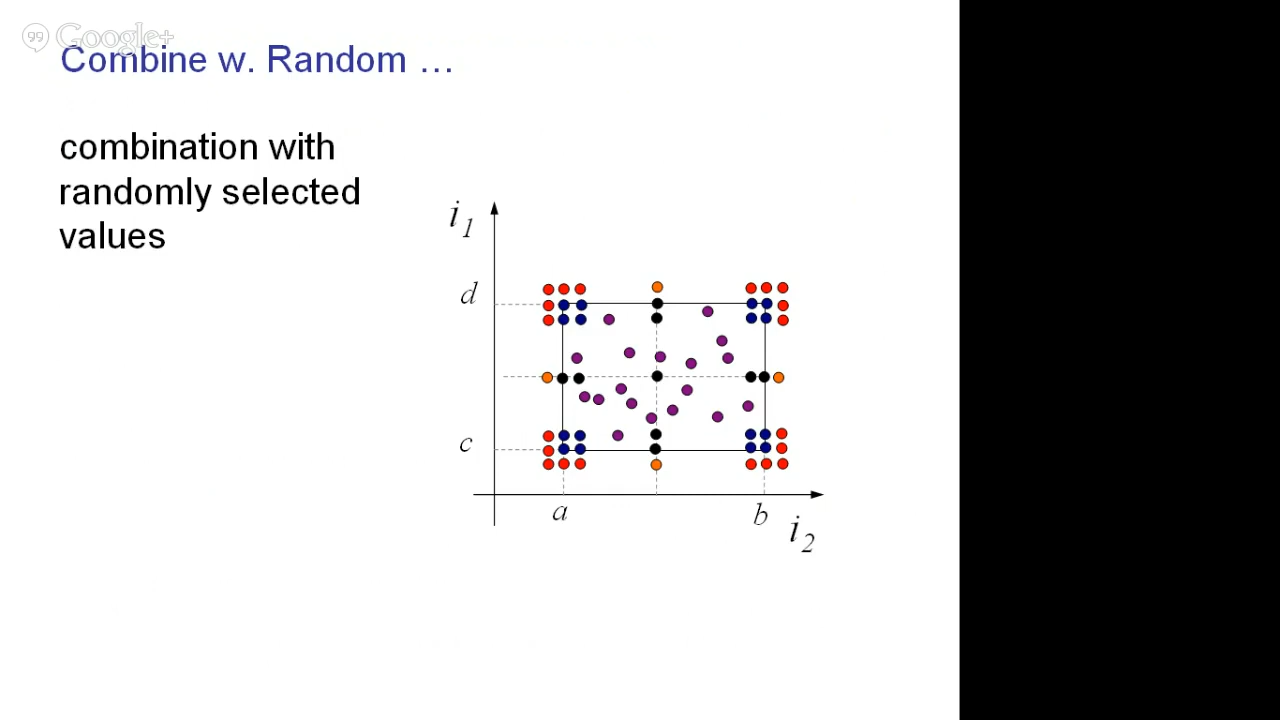 Google+
Combine w. Random …
combination with
randomly selected
values
i1
d
c
a
b
i2